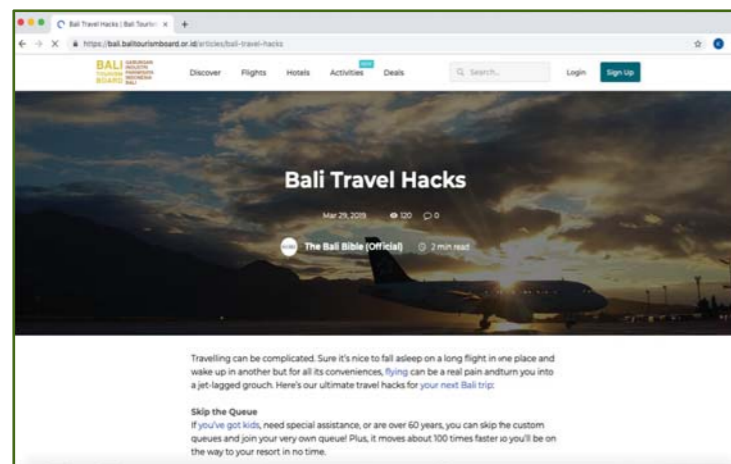 Bali Travel Hacks | Bali Tourism
https://bali.balitourismboard.or.id/articles/bali-travel-hacks
BALI
TOURISM
BOARD
GABUNGAN
INDUSTRI
PARIWISATA
INDONESIA
BALI
Discover Flights Hotels Activities Deals Search... Login Sign Up
Bali Travel Hacks
Mar 29, 2019 120 0
The Bali Bible (Official) 2 min read
Travelling can be complicated. Sure it's nice to fall asleep on a long flight in one place and
wake up in another but for all its conveniences, flying can be a real pain andturn you into
a jet-lagged grouch. Here's our ultimate travel hacks for your next Bali trip:
Skip the Queue
If you've got kids, need special assistance, or are over 60 years, you can skip the custom
queues and join your very own queue! Plus, it moves about 100 times faster so you'll be on
the way to your resort in no time.